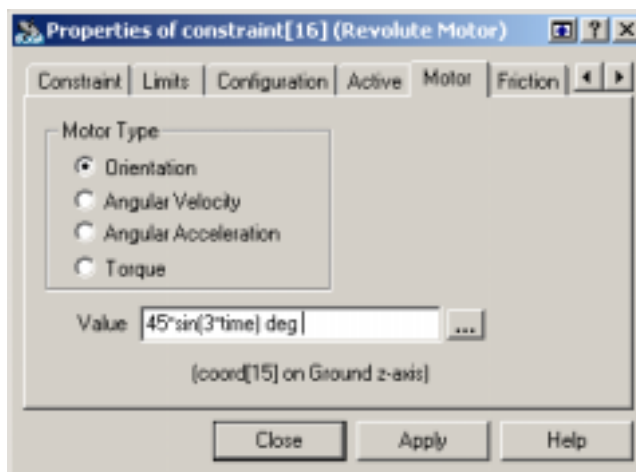 Properties of constraint[16] (Revolute Motor)
Constraint Limits Configuration Active Motor Friction
Motor Type
Orientation
Angular Velocity
Angular Acceleration
Torque
Value 45*sin(3*time) deg ...
(coord[15] on Ground z-axis)
Close Apply Help